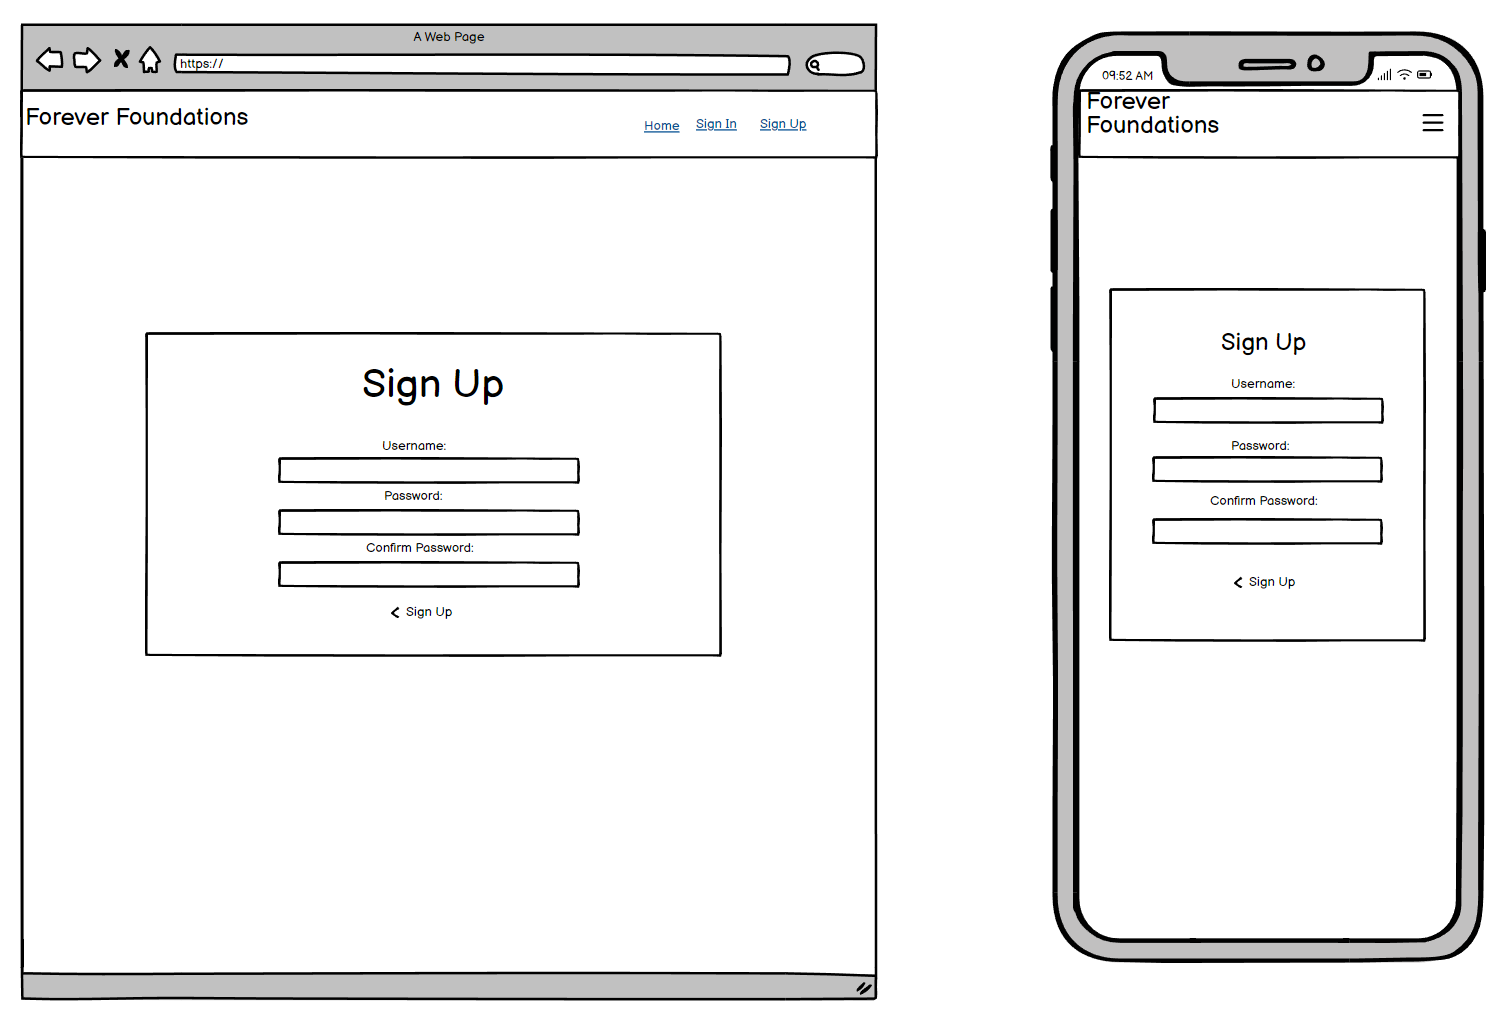 A Web Page
https://
Forever Foundations
Home Sign In Sign Up
Sign Up
Username:
Password:
Confirm Password:
Sign Up
09:52 AM
Forever
Foundations
Sign Up
Username:
Password:
Confirm Password:
Sign Up